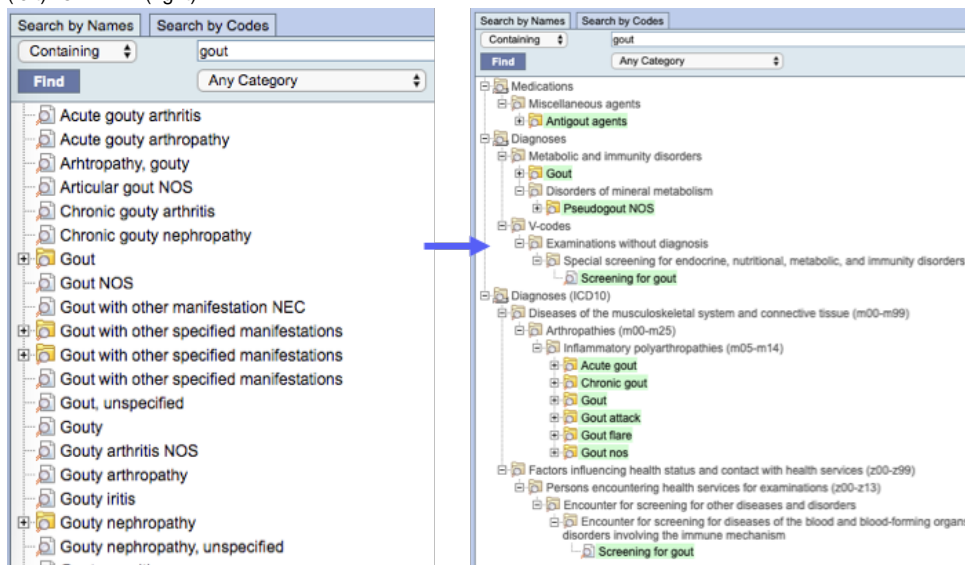 Search by Names
Search by Codes
Containing
gout
Find
Any Category
Acute gouty arthritis
Acute gouty arthropathy
Arhtropathy, gouty
Articular gout NOS
Chronic gouty arthritis
Chronic gouty nephropathy
Gout
Gout NOS
Gout with other manifestation NEC
Gout with other specified manifestations
Gout with other specified manifestations
Gout with other specified manifestations
Gout, unspecified
Gouty
Gouty arthritis NOS
Gouty arthropathy
Gouty iritis
Gouty nephropathy
Gouty nephropathy, unspecified
Search by Names
Search by Codes
Containing
gout
Find
Any Category
Medications
Miscellaneous agents
Antigout agents
Diagnoses
Metabolic and immunity disorders
Gout
Disorders of mineral metabolism
Pseudogout NOS
V-codes
Examinations without diagnosis
Special screening for endocrine, nutritional, metabolic, and immunity disorders
Screening for gout
Diagnoses (ICD10)
Diseases of the musculoskeletal system and connective tissue (m00-m99)
Arthropathies (m00-m25)
Inflammatory polyarthropathies (m05-m14)
Acute gout
Chronic gout
Gout
Gout attack
Gout flare
Gout nos
Factors influencing health status and contact with health services (z00-z99)
Persons encountering health services for examinations (z00-z13)
Encounter for screening for other diseases and disorders
Encounter for screening for diseases of the blood and blood-forming organs
disorders involving the immune mechanism
Screening for gout